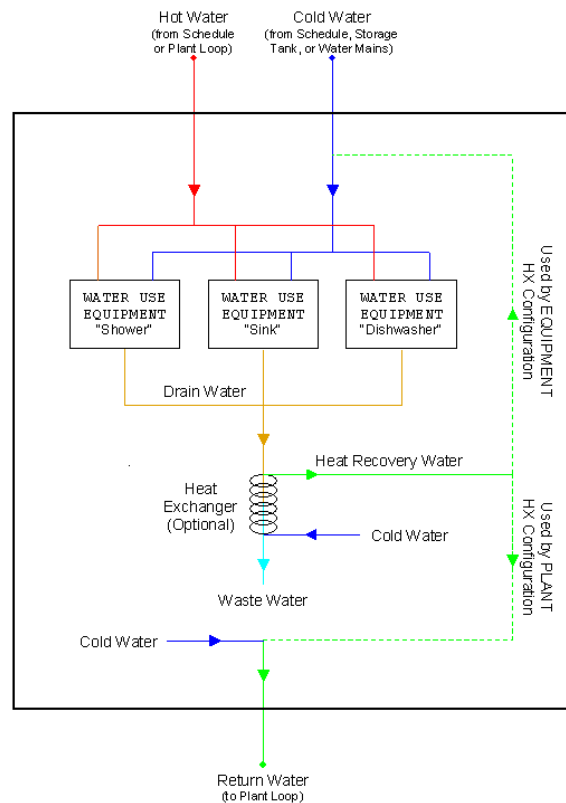 Hot Water
(from Schedule
or Plant Loop)
Cold Water
(from Schedule, Storage
Tank, or Water Mains)
WATER USE
EQUIPMENT
"Shower"
WATER USE
EQUIPMENT
"Sink"
WATER USE
EQUIPMENT
"Dishwasher"
Used by EQUIPMENT
HX Configuration
Drain Water
Heat Recovery Water
Heat
Exchanger
(Optional)
Cold Water
Used by PLANT
HX Configuration
Waste Water
Cold Water
Return Water
(to Plant Loop)